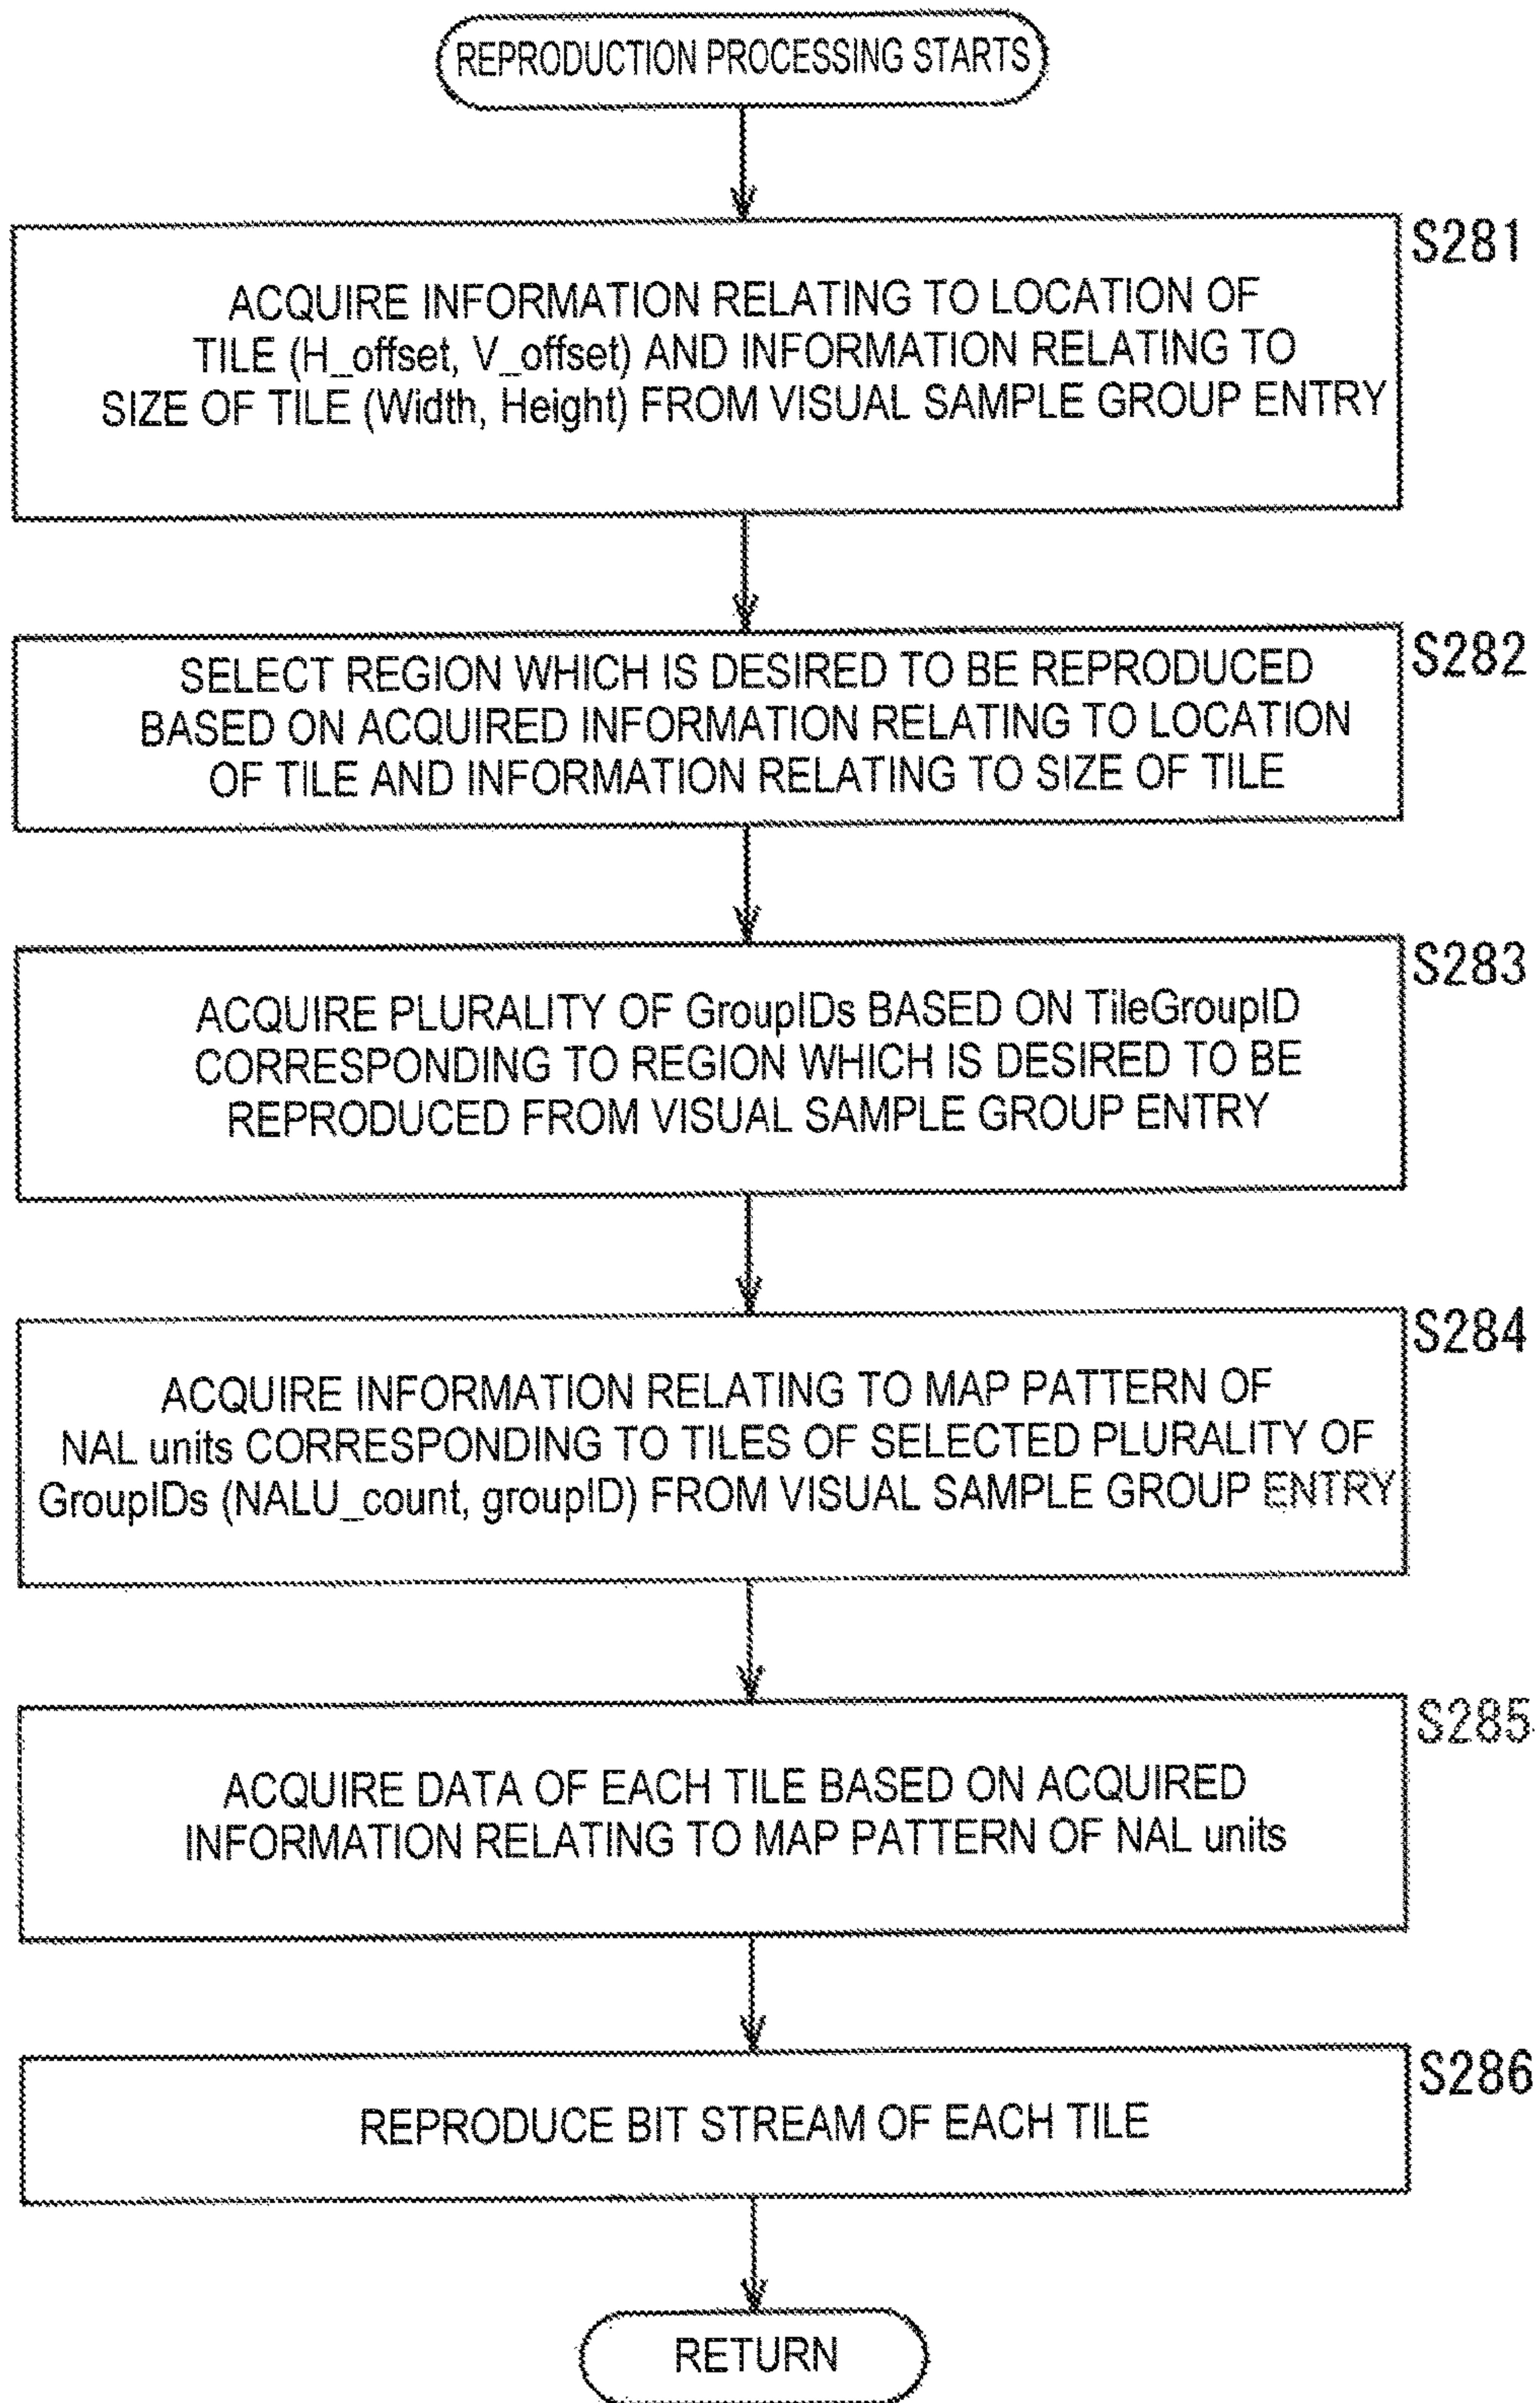 REPRODUCTION PROCESSING STARTS
S281
ACQUIRE INFORMATION RELATING TO LOCATION OF
TILE (H_offset, V_offset) AND INFORMATION RELATING TO
SIZE OF TILE (Width, Height) FROM VISUAL SAMPLE GROUP ENTRY
S282
SELECT REGION WHICH IS DESIRED TO BE REPRODUCED
BASED ON ACQUIRED INFORMATION RELATING TO LOCATION
OF TILE AND INFORMATION RELATING TO SIZE OF TILE
S283
ACQUIRE PLURALITY OF GroupIDs BASED ON TileGroupID
CORRESPONDING TO REGION WHICH IS DESIRED TO BE
REPRODUCED FROM VISUAL SAMPLE GROUP ENTRY
S284
ACQUIRE INFORMATION RELATING TO MAP PATTERN OF
NAL units CORRESPONDING TO TILES OF SELECTED PLURALITY OF
GroupIDs (NALU_count, groupID) FROM VISUAL SAMPLE GROUP ENTRY
S285
ACQUIRE DATA OF EACH TILE BASED ON ACQUIRED
INFORMATION RELATING TO MAP PATTERN OF NAL units
S286
REPRODUCE BIT STREAM OF EACH TILE
RETURN